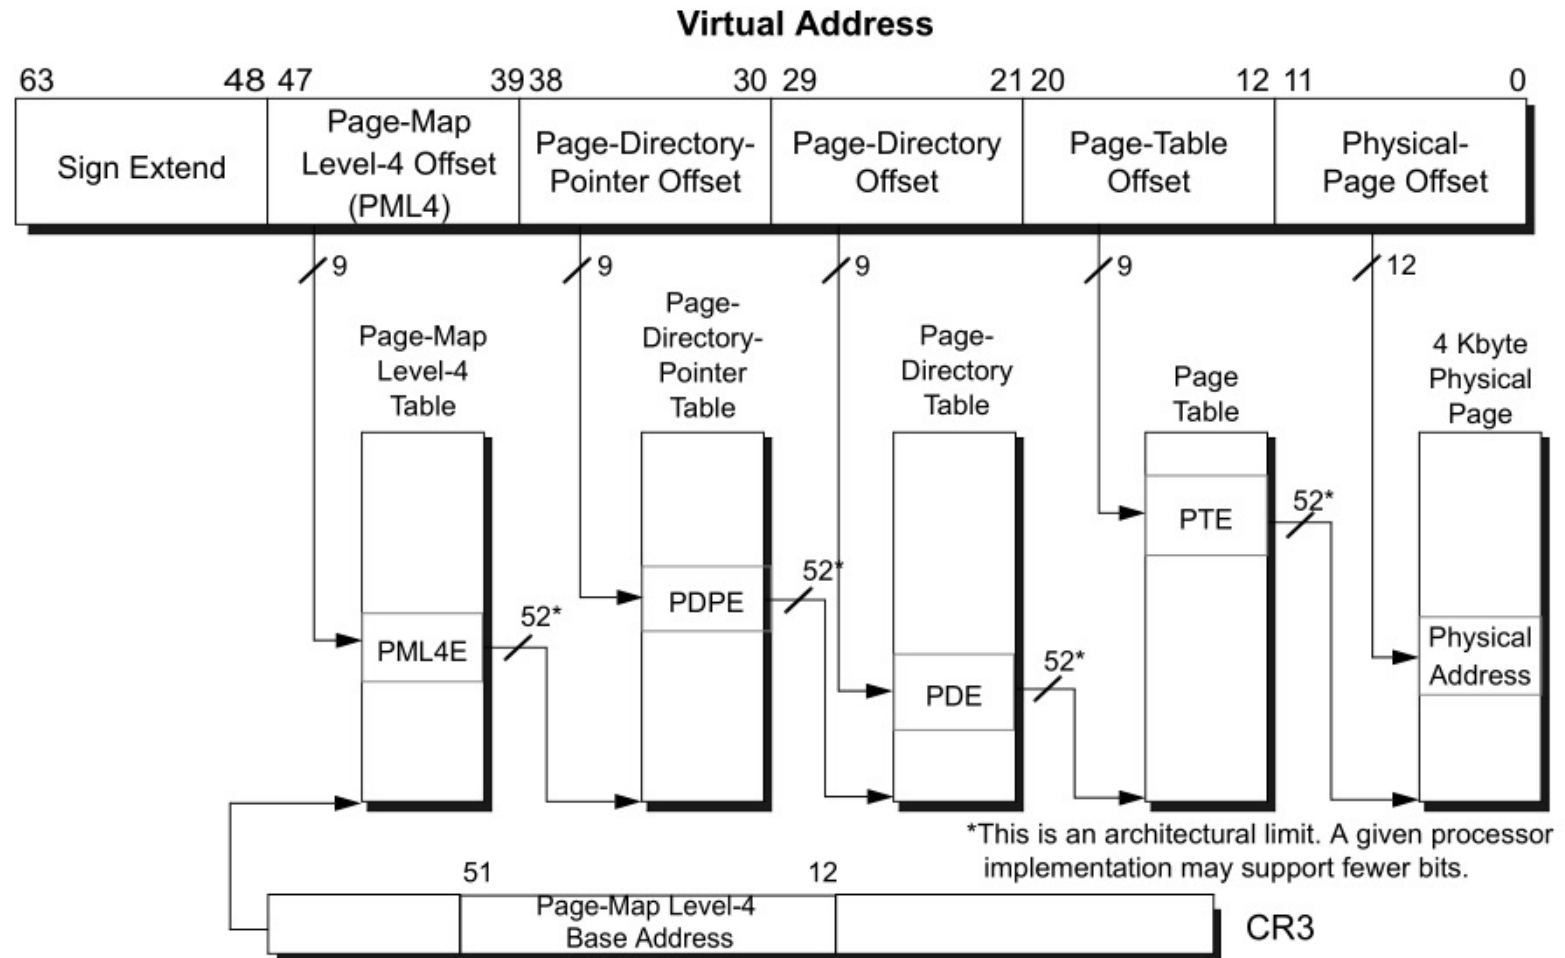 Virtual Address
63 48 47 39 38 30 29 21 20 12 11 0
Sign Extend
Page-Map
Level-4 Offset
(PML4)
Page-Directory-
Pointer Offset
Page-Directory
Offset
Page-Table
Offset
Physical-
Page Offset
9 9 9 9 12
Page-Map
Level-4
Table
Page-
Directory-
Pointer
Table
Page-
Directory
Table
Page
Table
4 Kbyte
Physical
Page
PML4E
52*
PDPE
52*
PDE
52*
PTE
52*
Physical
Address
*This is an architectural limit. A given processor
implementation may support fewer bits.
51 12
Page-Map Level-4
Base Address
CR3